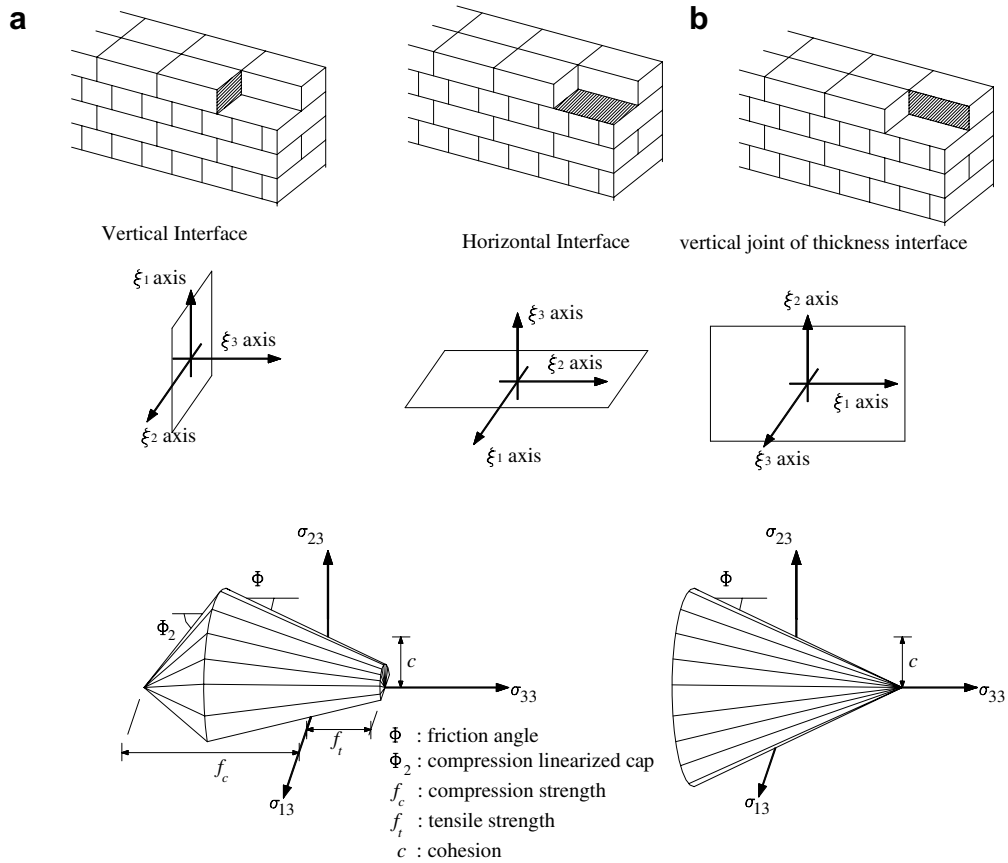 a
b
Vertical Interface
Horizontal Interface
vertical joint of thickness interface
ξ1 axis
ξ3 axis
ξ2 axis
ξ3 axis
ξ2 axis
ξ1 axis
ξ2 axis
ξ1 axis
ξ3 axis
σ23
Φ
Φ2
c
σ33
ft
fc
σ13
σ23
Φ
c
σ33
σ13
Φ : friction angle
Φ2 : compression linearized cap
fc : compression strength
ft : tensile strength
c : cohesion